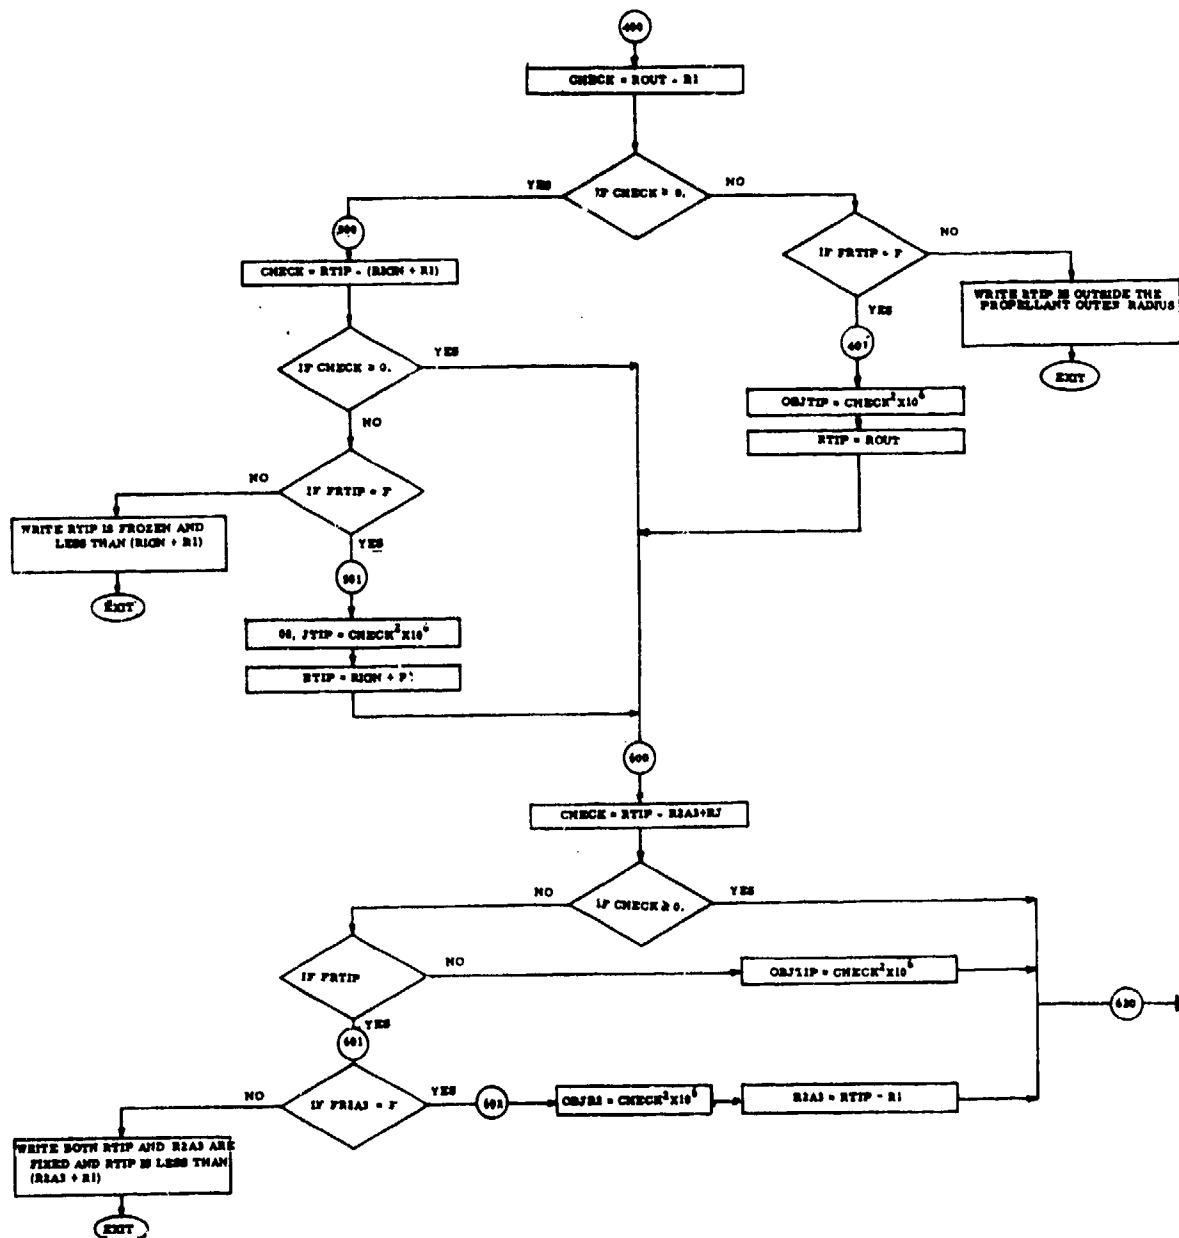 400
CHECK = ROUT - R1
IF CHECK ≥ 0.
YES
NO
500
IF FRTIP = F
NO
YES
CHECK = RTIP - (RIGN + R1)
WRITE RTIP IS OUTSIDE THE
PROPELLANT OUTER RADIUS
EXIT
IF CHECK ≥ 0.
YES
NO
401
OBJTIP = CHECK²X10⁶
RTIP = ROUT
IF FRTIP = F
NO
YES
WRITE RTIP IS FROZEN AND
LESS THAN (RIGN + R1)
EXIT
501
JTIP = CHECK²X10⁶
RTIP = RIGN +
600
CHECK = RTIP - R2A3+R1
IF CHECK ≥ 0.
NO
YES
IF FRTIP
NO
YES
OBJTIP = CHECK²X10⁶
620
601
IF FR2A3 = F
NO
YES
602
OBJR2 = CHECK²X10⁶
R2A3 = RTIP - R1
WRITE BOTH RTIP AND R2A3 ARE
FIXED AND RTIP IS LESS THAN
(R2A3 + R1)
EXIT